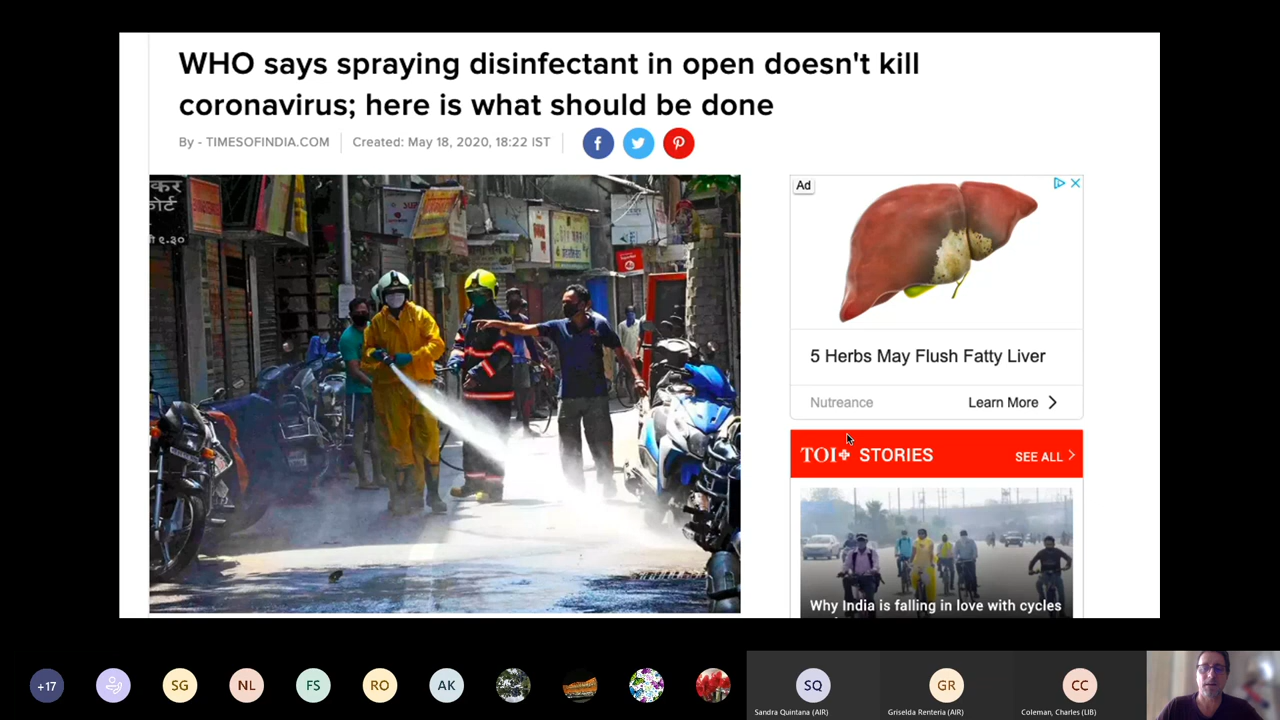 WHO says spraying disinfectant in open doesn't kill
coronavirus; here is what should be done
By - TIMESOFINDIA.COM
Created: May 18, 2020, 18:22 IST
कर
ोर्ट
Ad
5 Herbs May Flush Fatty Liver
Nutreance
Learn More
TOI+ STORIES
SEE ALL
Why India is falling in love with cycles
+17
SG
NL
FS
RO
AK
SQ
GR
CC
Sandra Quintana (AIR)
Griselda Renteria (AIR)
Coleman, Charles (LIB)